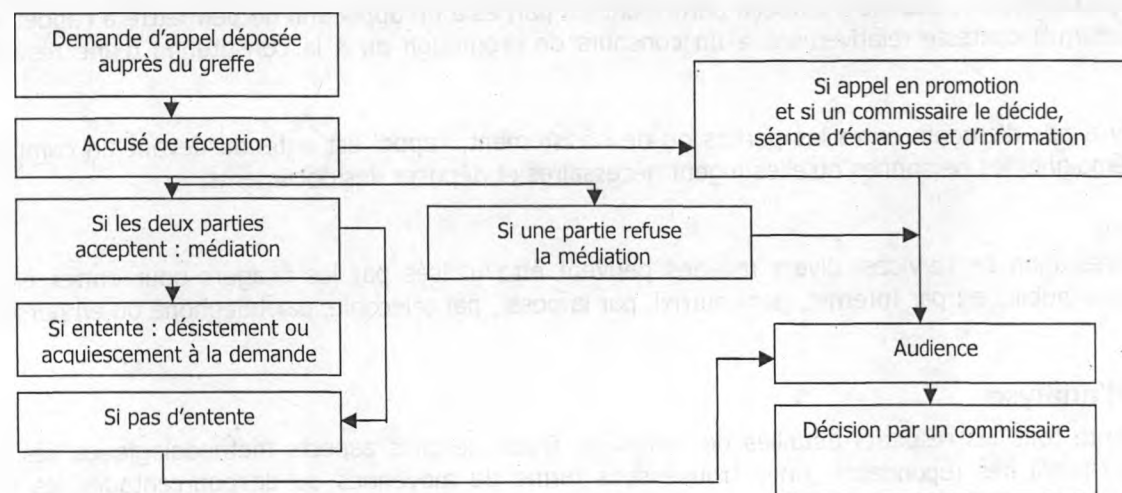 Demande d'appel déposée
auprès du greffe
Accusé de réception
Si les deux parties
acceptent : médiation
Si entente : désistement ou
acquiescement à la demande
Si pas d'entente
Si une partie refuse
la médiation
Si appel en promotion
et si un commissaire le décide,
séance d'échanges et d'information
Audience
Décision par un commissaire